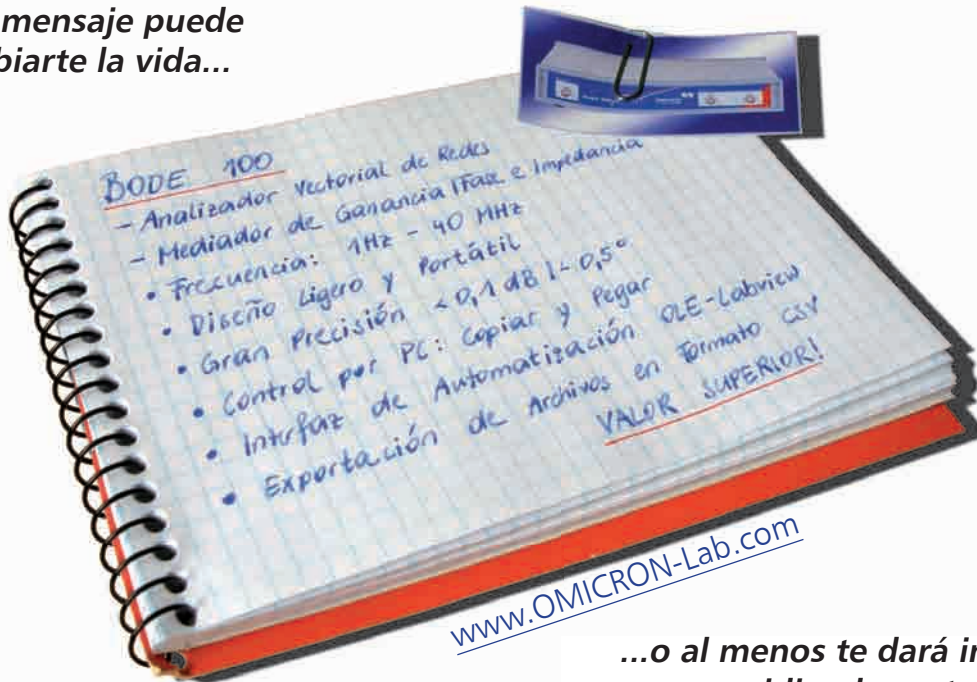 mensaje puede
biarte la vida...
BODE 100
- Analizador Vectorial de Redes
- Mediador de Ganancia/Fase e Impedancia
• Frecuencia: 1Hz - 40 MHz
• Diseño Ligero y Portátil
• Gran Precisión < 0,1 dB / ~ 0,5°
• Control por PC: Copiar y Pegar
• Interfaz de Automatización OLE-Labview
• Exportación de Archivos en Formato CSV
VALOR SUPERIOR!
www.OMICRON-Lab.com
...o al menos te dará in